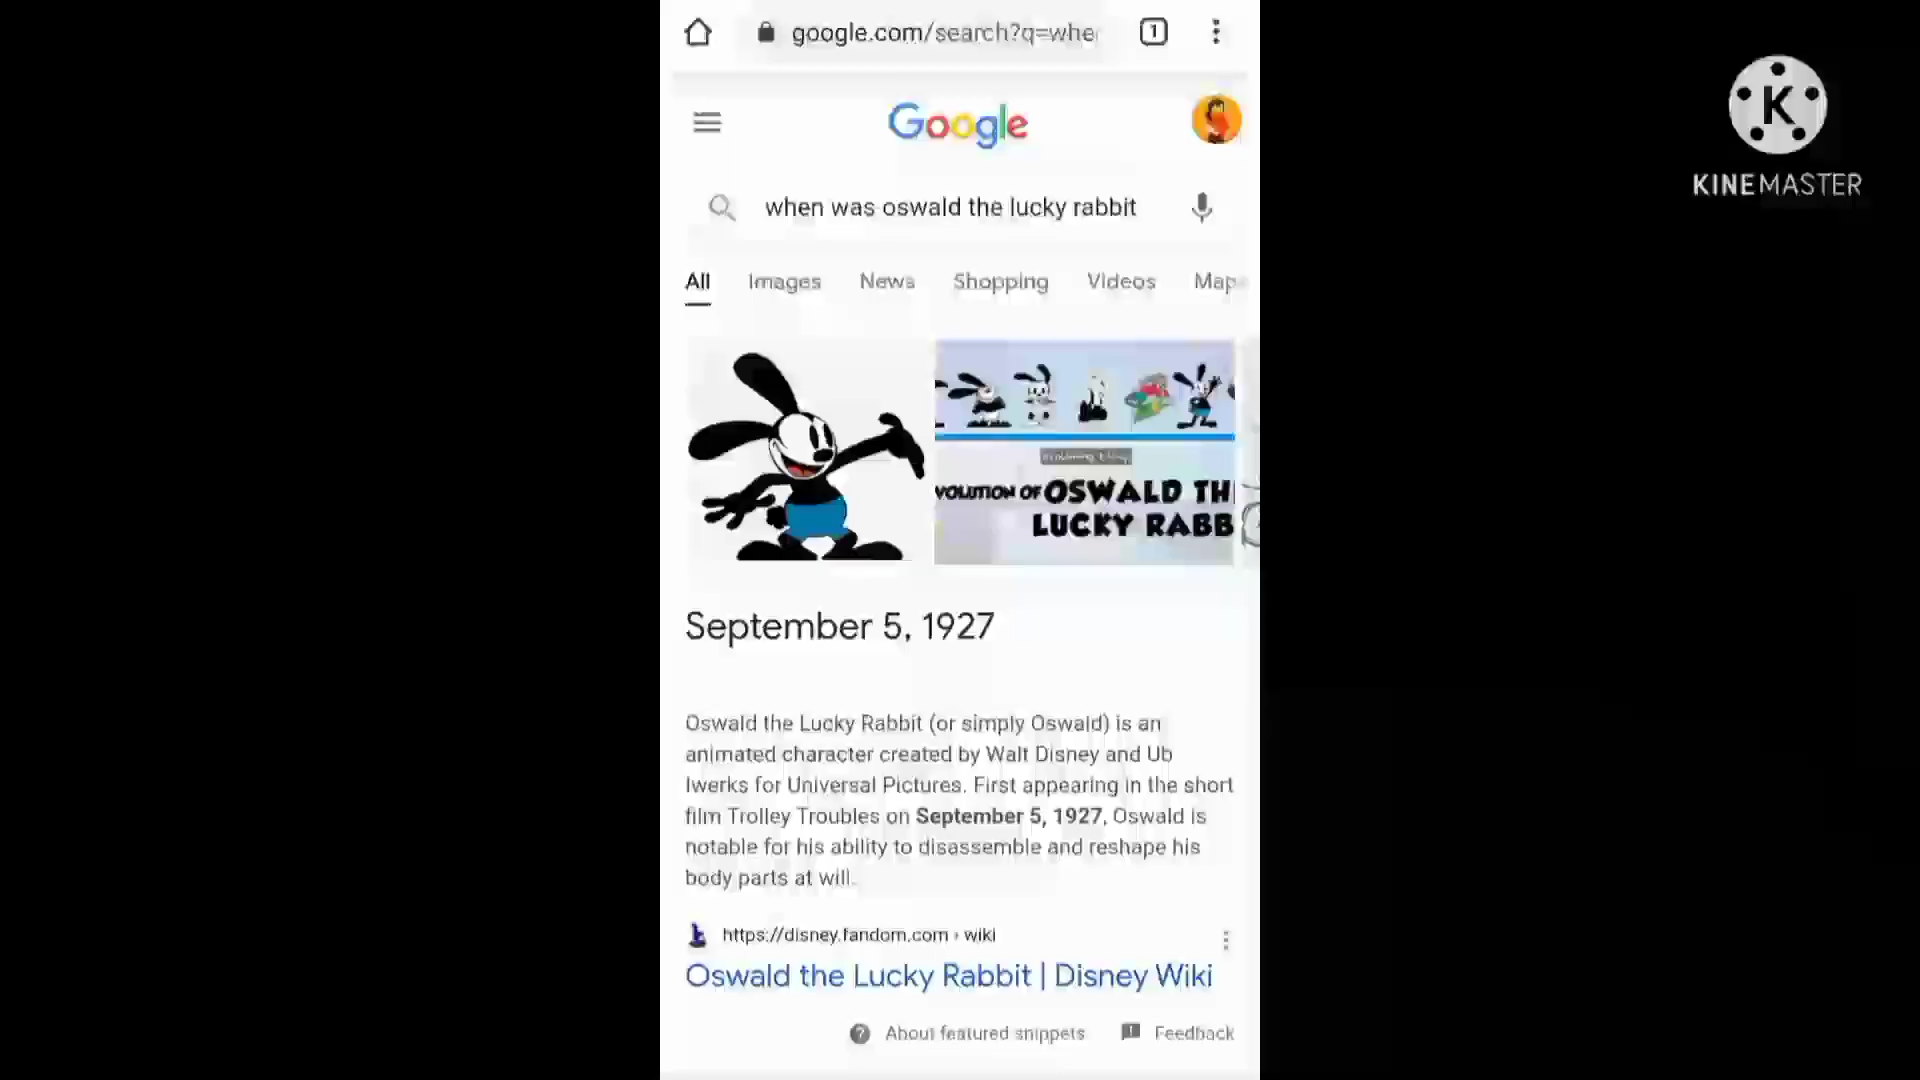 google.com/search?q=whe
1
K
KINEMASTER
Google
when was oswald the lucky rabbit
All Images News Shopping Videos Map
VOLUTION OF OSWALD TH
LUCKY RABB
September 5, 1927
Oswald the Lucky Rabbit (or simply Oswald) is an
animated character created by Walt Disney and Ub
Iwerks for Universal Pictures. First appearing in the short
film Trolley Troubles on September 5, 1927, Oswald is
notable for his ability to disassemble and reshape his
body parts at will.
https://disney.fandom.com › wiki
Oswald the Lucky Rabbit | Disney Wiki
About featured snippets Feedback